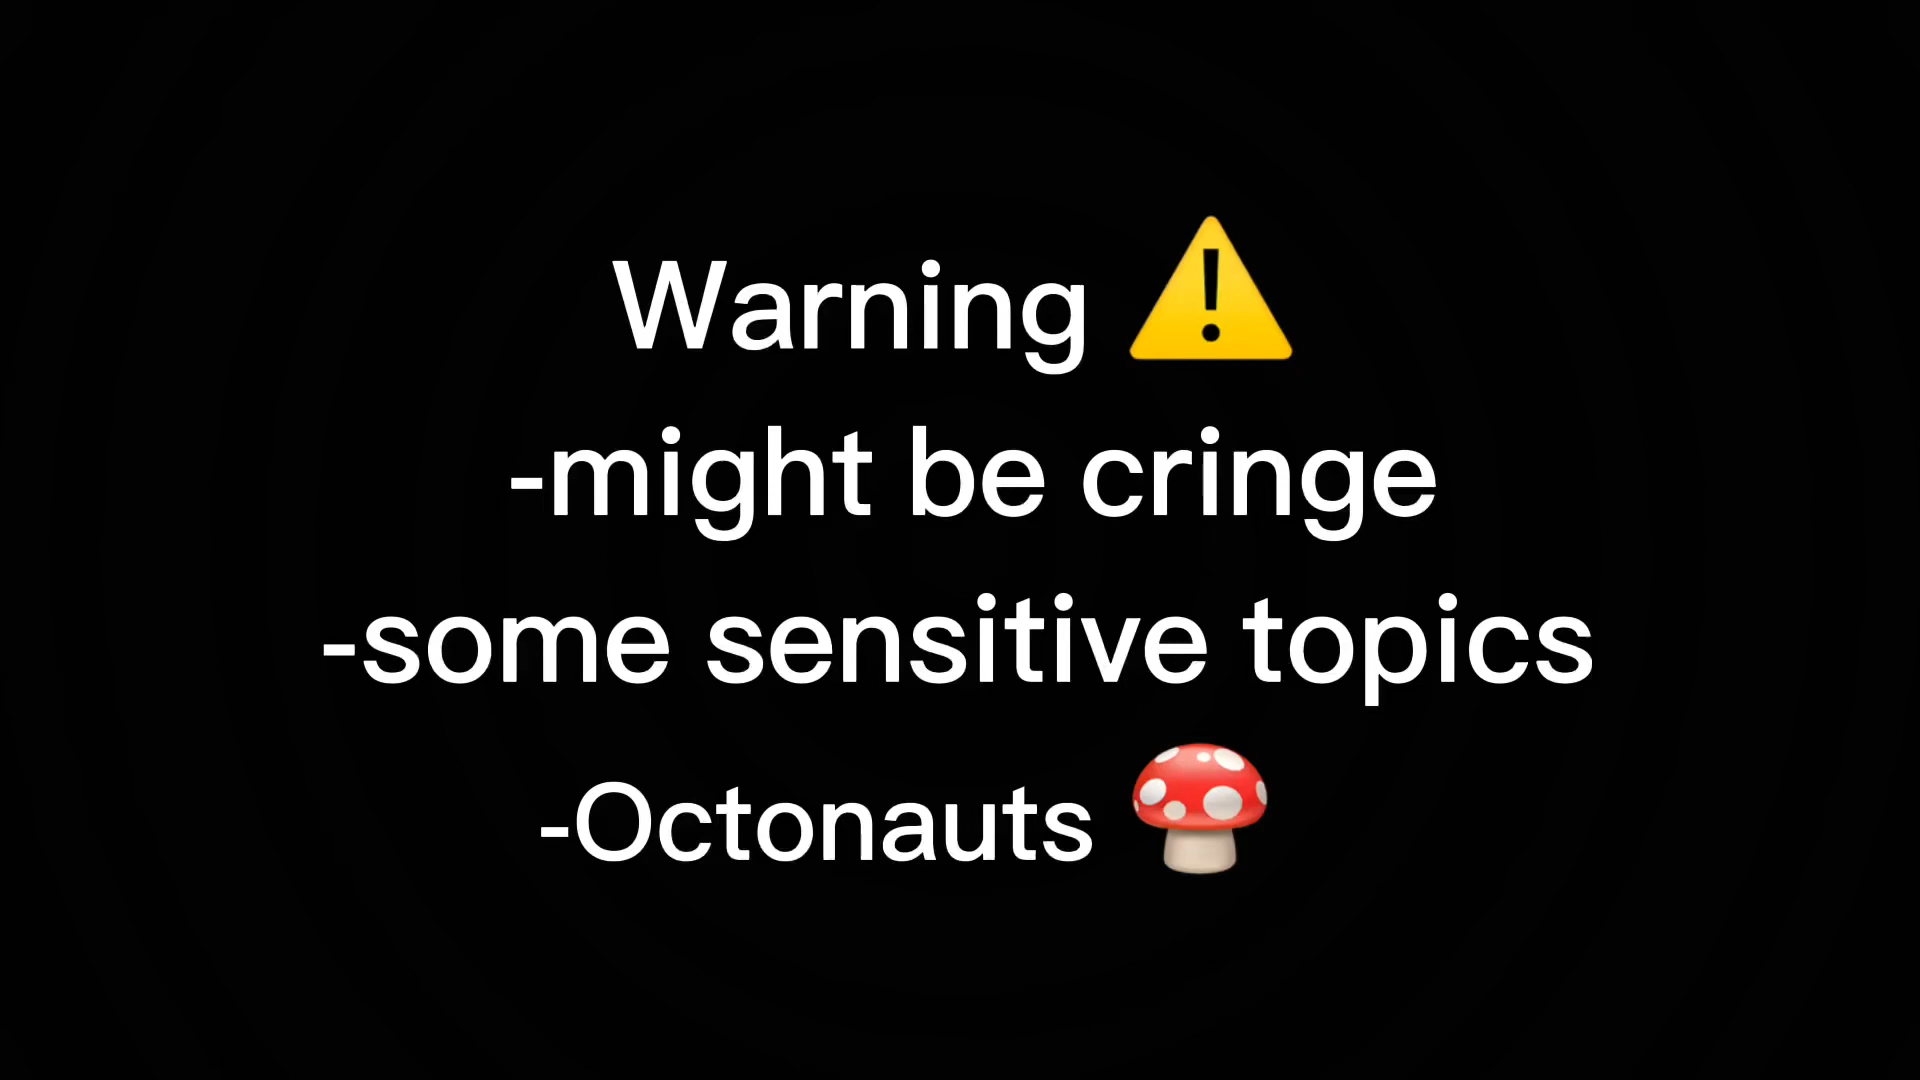 Warning ⚠️
-might be cringe
-some sensitive topics
-Octonauts 🍄